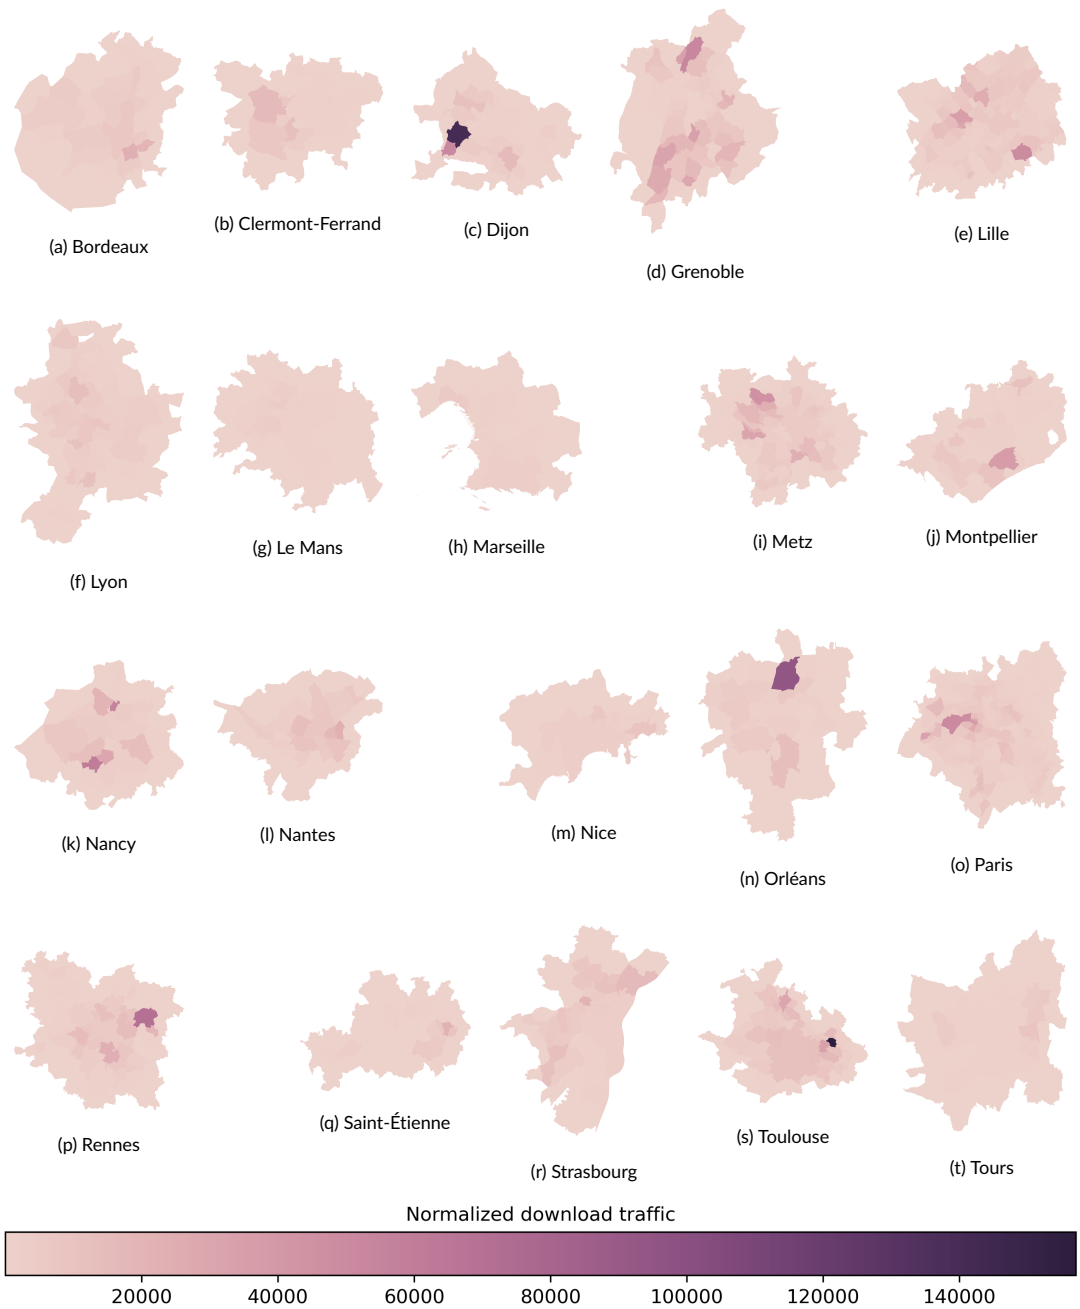 (a) Bordeaux
(b) Clermont-Ferrand
(c) Dijon
(d) Grenoble
(e) Lille
(f) Lyon
(g) Le Mans
(h) Marseille
(i) Metz
(j) Montpellier
(k) Nancy
(l) Nantes
(m) Nice
(n) Orléans
(o) Paris
(p) Rennes
(q) Saint-Étienne
(r) Strasbourg
(s) Toulouse
(t) Tours
Normalized download traffic
20000 40000 60000 80000 100000 120000 140000